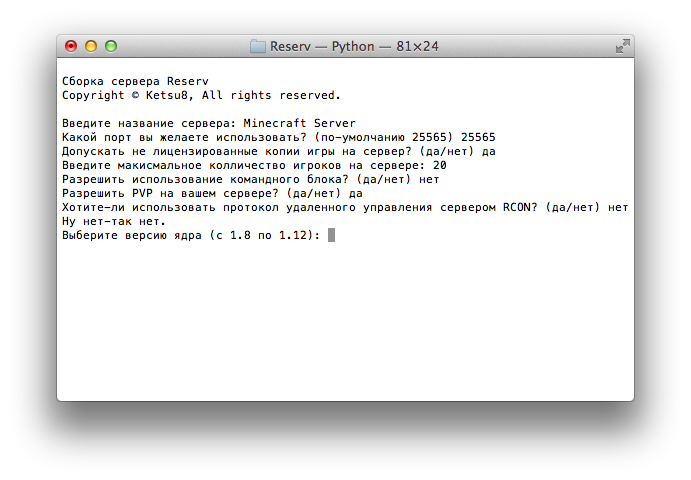 Reserv — Python — 81×24
Сборка сервера Reserv
Copyright © Ketsu8, All rights reserved.
Введите название сервера: Minecraft Server
Какой порт вы желаете использовать? (по-умолчанию 25565) 25565
Допускать не лицензированные копии игры на сервер? (да/нет) да
Введите макисмальное колличество игроков на сервере: 20
Разрешить использование командного блока? (да/нет) нет
Разрешить PVP на вашем сервере? (да/нет) да
Хотите-ли использовать протокол удаленного управления сервером RCON? (да/нет) нет
Ну нет-так нет.
Выберите версию ядра (с 1.8 по 1.12):